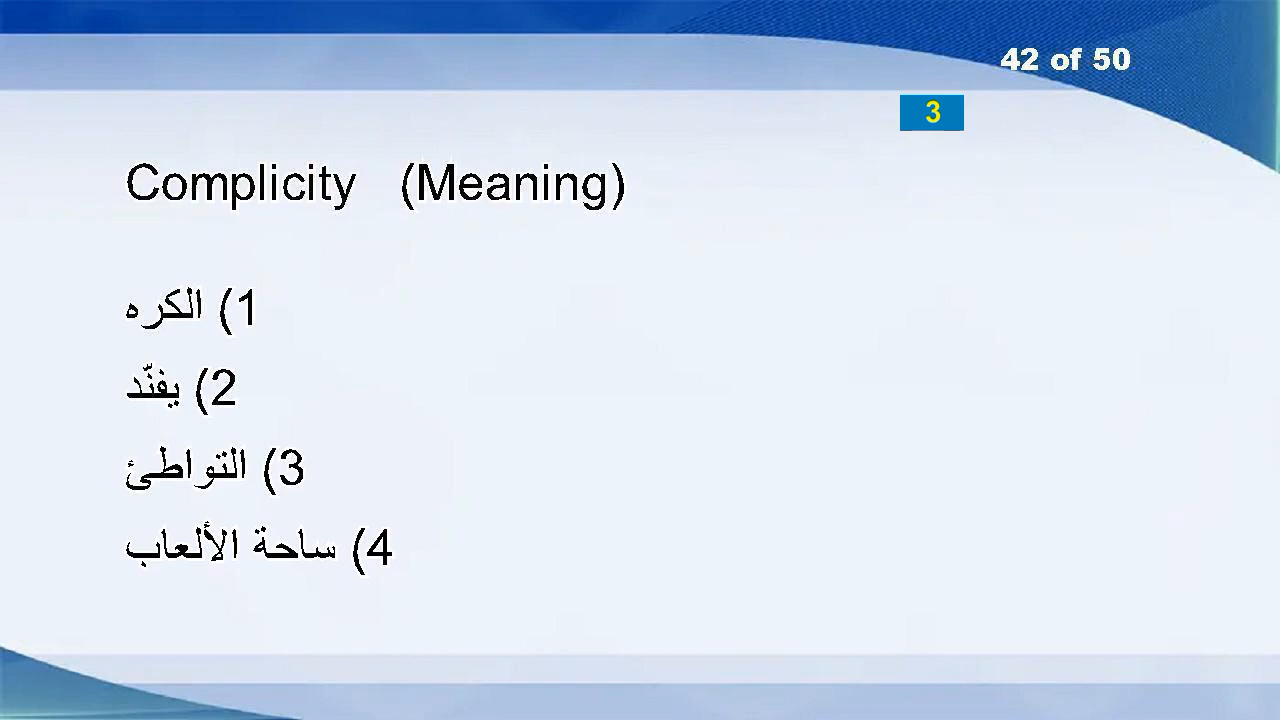 42 of 50
3
Complicity (Meaning)
1) الكره
2) يفنّد
3) التواطئ
4) ساحة الألعاب